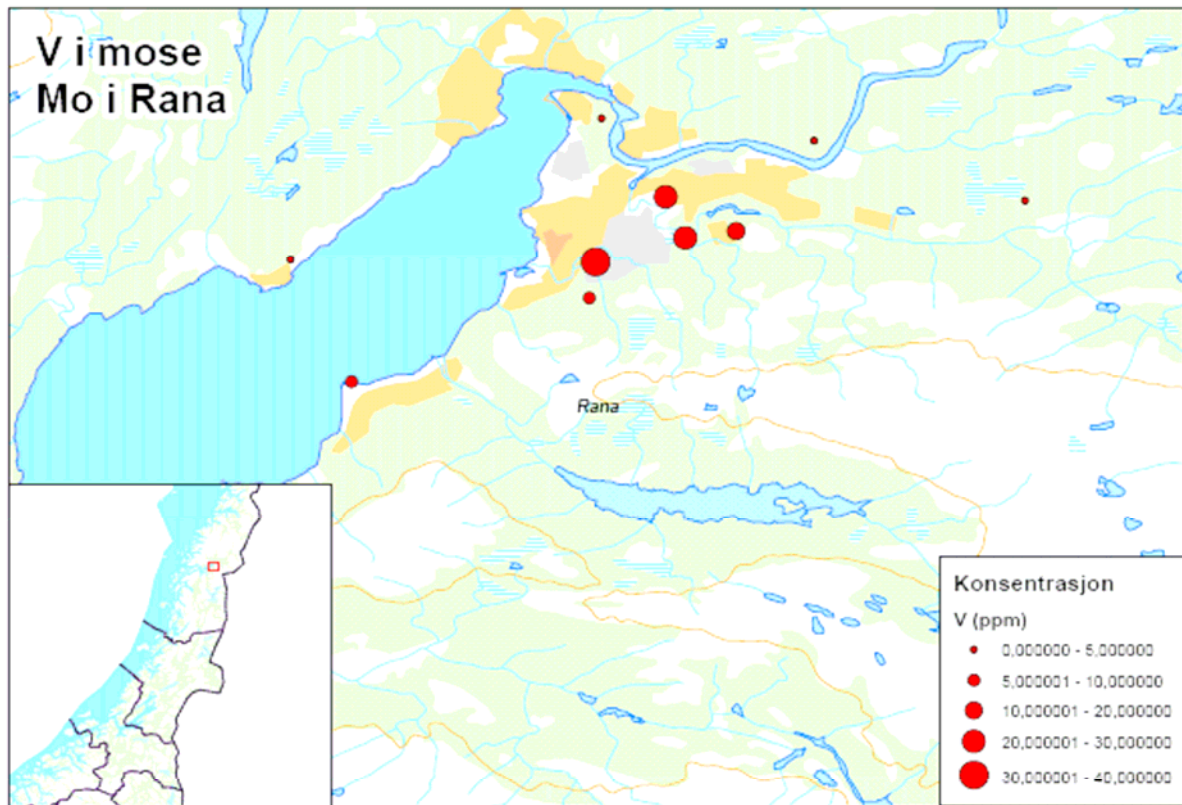 V i mose
Mo i Rana
Rana
Konsentrasjon
V (ppm)
0,000000 - 5,000000
5,000001 - 10,000000
10,000001 - 20,000000
20,000001 - 30,000000
30,000001 - 40,000000